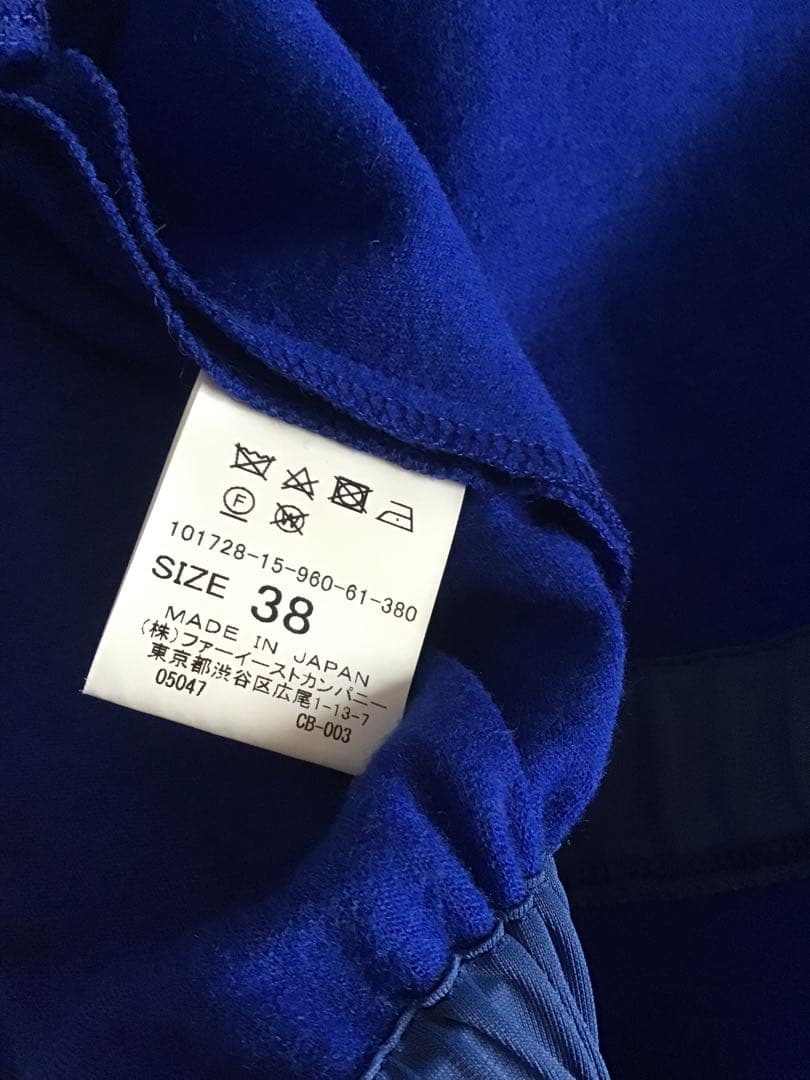 F W
101728-15-960-61-380
SIZE 38
MADE IN JAPAN
(株)ファーイーストカンパニー
東京都渋谷区広尾1-13-7
05047 CB-003